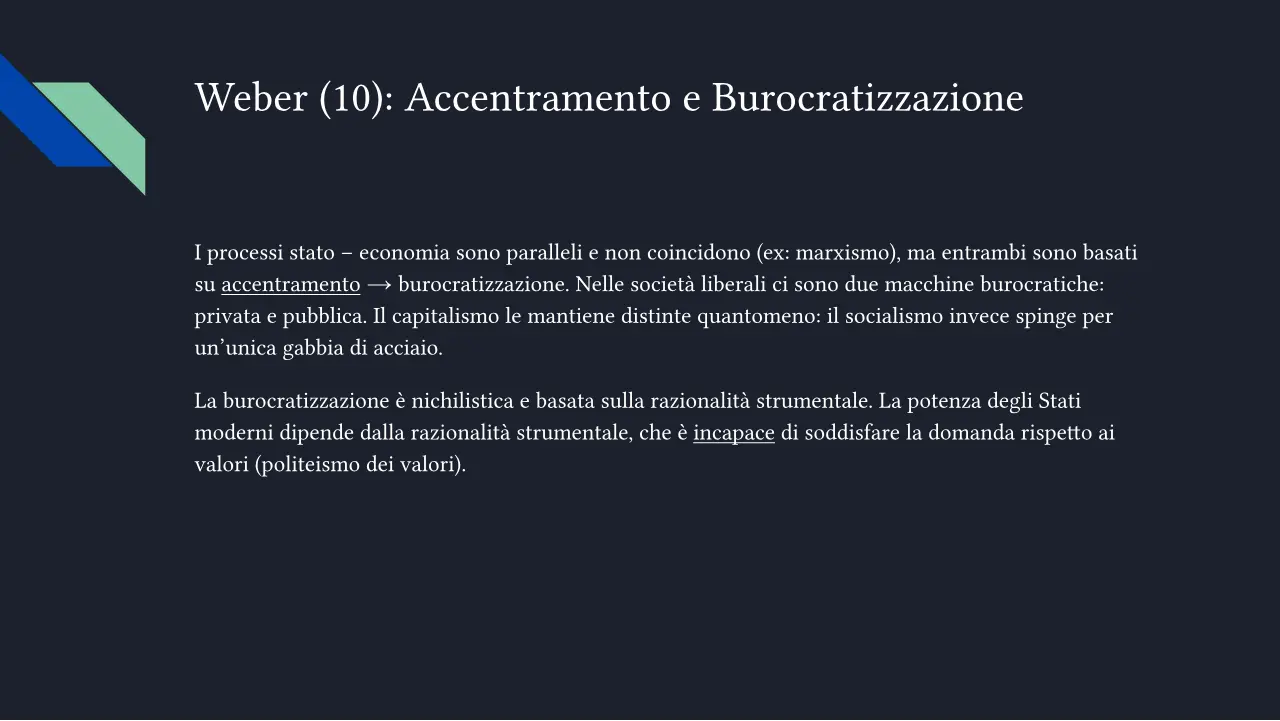 Weber (10): Accentramento e Burocratizzazione
I processi stato – economia sono paralleli e non coincidono (ex: marxismo), ma entrambi sono basati
su accentramento → burocratizzazione. Nelle società liberali ci sono due macchine burocratiche:
privata e pubblica. Il capitalismo le mantiene distinte quantomeno: il socialismo invece spinge per
un’unica gabbia di acciaio.
La burocratizzazione è nichilistica e basata sulla razionalità strumentale. La potenza degli Stati
moderni dipende dalla razionalità strumentale, che è incapace di soddisfare la domanda rispetto ai
valori (politeismo dei valori).